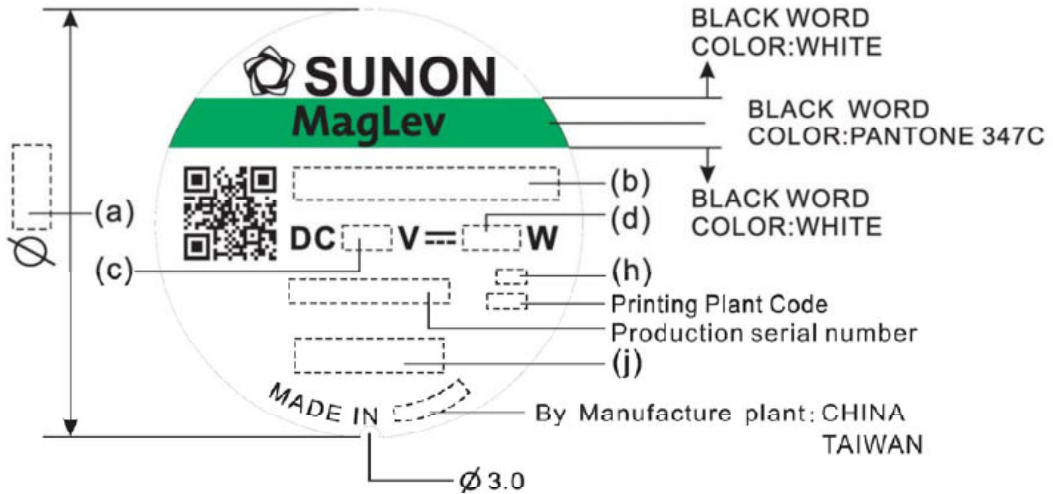 BLACK WORD
COLOR:WHITE
SUNON
MagLev
BLACK WORD
COLOR:PANTONE 347C
(a)
(b)
BLACK WORD
COLOR:WHITE
(d)
DC V W
Ø
(c)
(h)
Printing Plant Code
Production serial number
(j)
MADE IN
By Manufacture plant: CHINA
TAIWAN
Ø 3.0